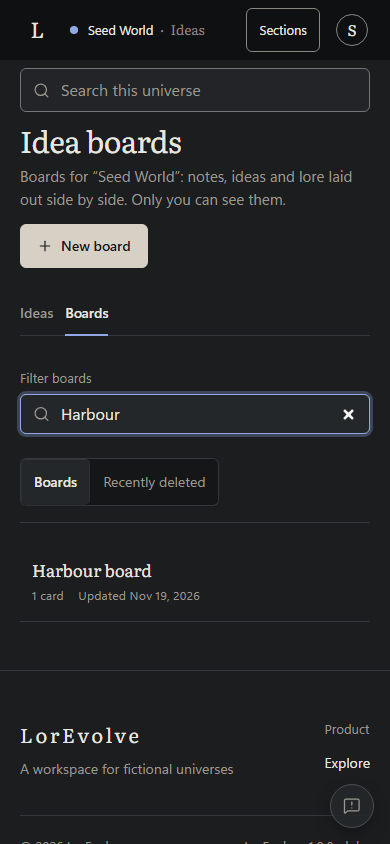 L
Seed World · Ideas
Sections
S
Search this universe
Idea boards
Boards for “Seed World”: notes, ideas and lore laid
out side by side. Only you can see them.
New board
Ideas
Boards
Filter boards
Harbour
Boards
Recently deleted
Harbour board
1 card
Updated Nov 19, 2026
LorEvolve
Product
A workspace for fictional universes
Explore